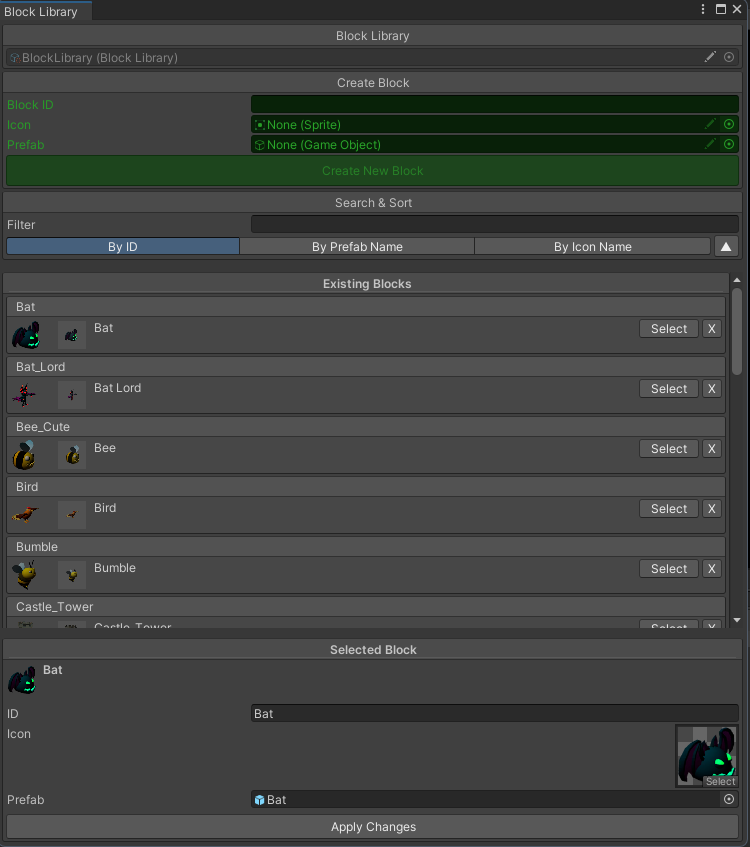 Block Library
Block Library
BlockLibrary (Block Library)
Create Block
Block ID
Icon None (Sprite)
Prefab None (Game Object)
Create New Block
Search & Sort
Filter
By ID By Prefab Name By Icon Name
Existing Blocks
Bat
Bat Select X
Bat_Lord
Bat Lord Select X
Bee_Cute
Bee Select X
Bird
Bird Select X
Bumble
Bumble Select X
Castle_Tower
Castle_Tower Select X
Selected Block
Bat
ID Bat
Icon
Select
Prefab Bat
Apply Changes